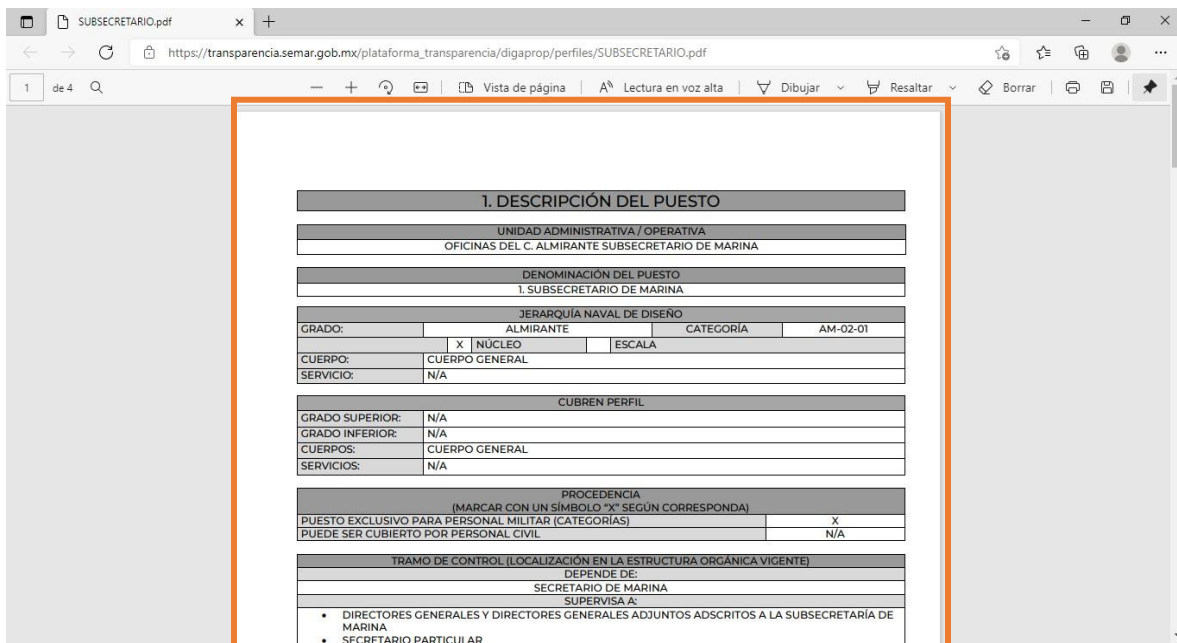 SUBSECRETARIO.pdf
https://transparencia.semar.gob.mx/plataforma_transparencia/digaprop/perfiles/SUBSECRETARIO.pdf
1 de 4 Vista de página Lectura en voz alta Dibujar Resaltar Borrar
1. DESCRIPCIÓN DEL PUESTO
UNIDAD ADMINISTRATIVA / OPERATIVA
OFICINAS DEL C. ALMIRANTE SUBSECRETARIO DE MARINA
DENOMINACIÓN DEL PUESTO
1. SUBSECRETARIO DE MARINA
JERARQUÍA NAVAL DE DISEÑO
GRADO: ALMIRANTE CATEGORÍA AM-02-01
X NÚCLEO ESCALA
CUERPO: CUERPO GENERAL
SERVICIO: N/A
CUBREN PERFIL
GRADO SUPERIOR: N/A
GRADO INFERIOR: N/A
CUERPOS: CUERPO GENERAL
SERVICIOS: N/A
PROCEDENCIA
(MARCAR CON UN SÍMBOLO "X" SEGÚN CORRESPONDA)
PUESTO EXCLUSIVO PARA PERSONAL MILITAR (CATEGORÍAS) X
PUEDE SER CUBIERTO POR PERSONAL CIVIL N/A
TRAMO DE CONTROL (LOCALIZACIÓN EN LA ESTRUCTURA ORGÁNICA VIGENTE)
DEPENDE DE:
SECRETARIO DE MARINA
SUPERVISA A:
• DIRECTORES GENERALES Y DIRECTORES GENERALES ADJUNTOS ADSCRITOS A LA SUBSECRETARÍA DE
MARINA
• SECRETARIO PARTICULAR